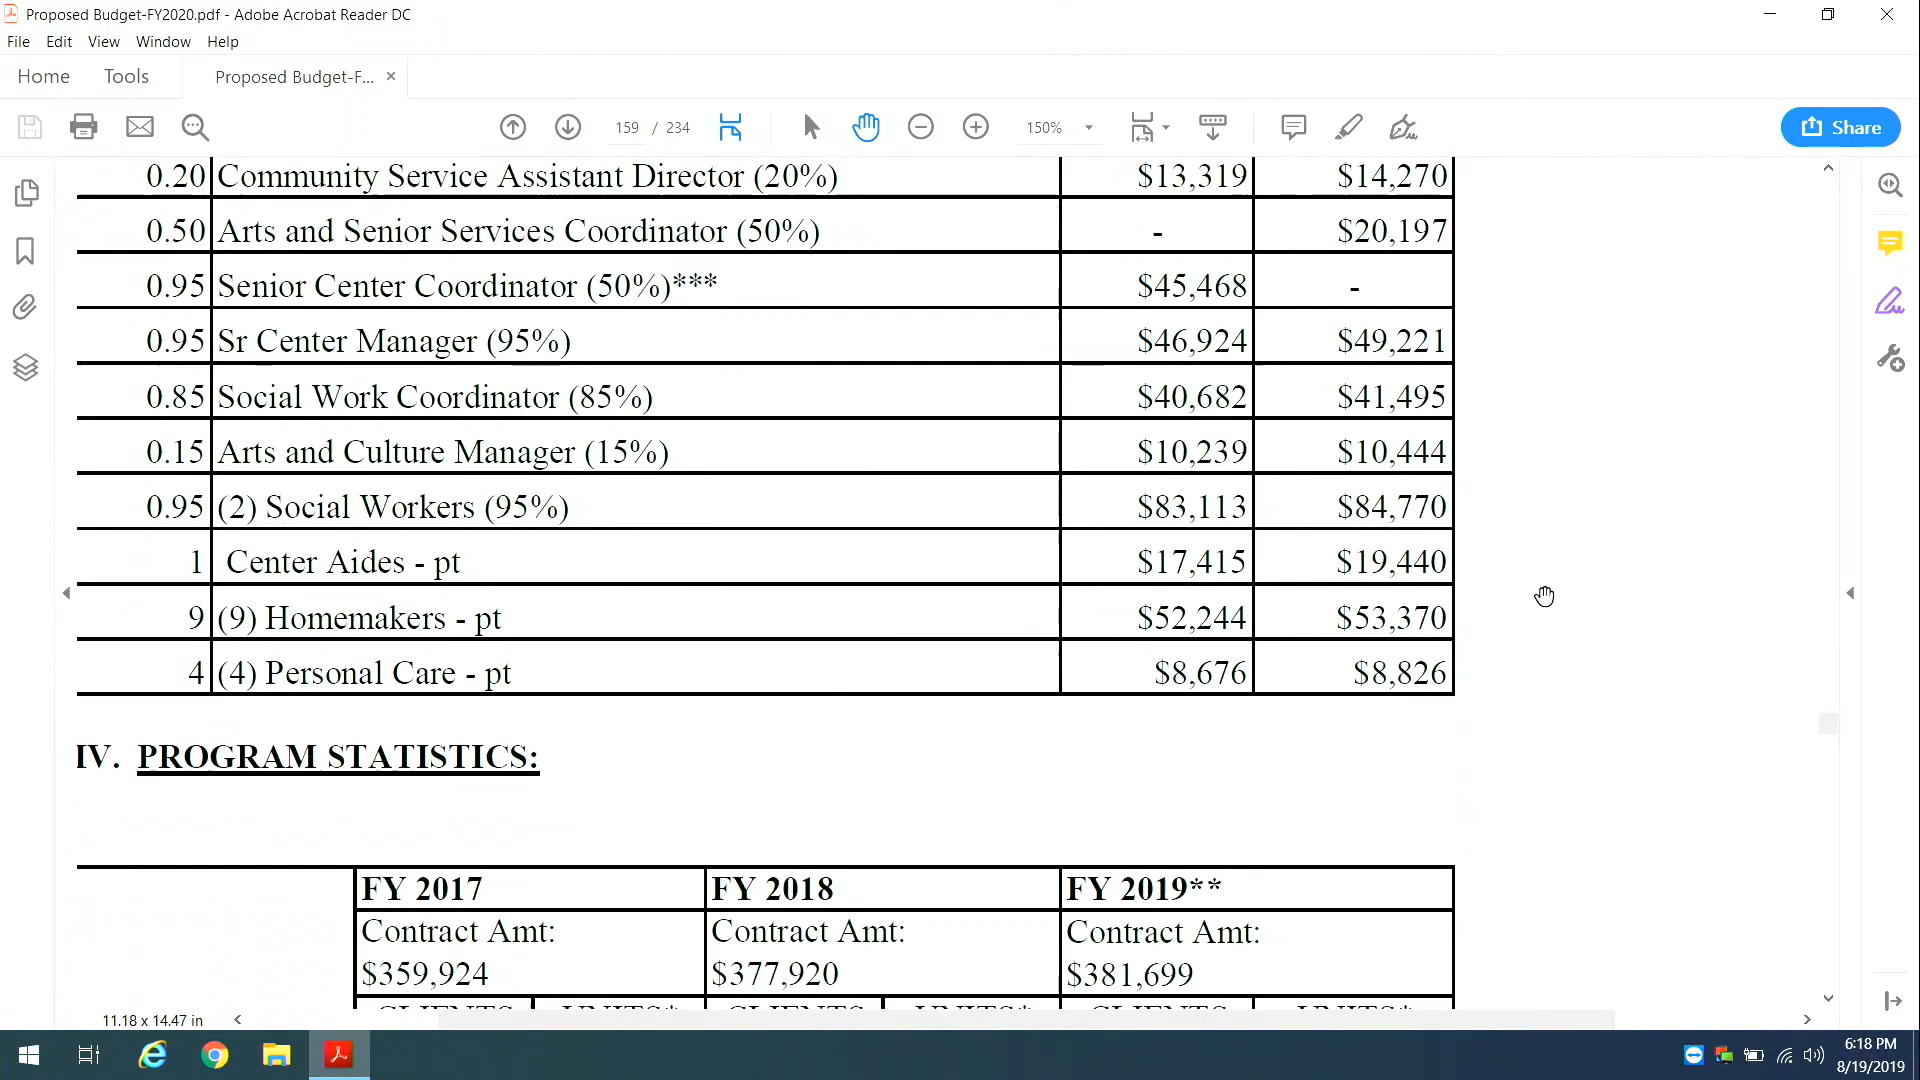 Proposed Budget-FY2020.pdf - Adobe Acrobat Reader DC
File Edit View Window Help
Home Tools Proposed Budget-F... ×
159 / 234 150% Share
0.20 Community Service Assistant Director (20%) $13,319 $14,270
0.50 Arts and Senior Services Coordinator (50%) - $20,197
0.95 Senior Center Coordinator (50%)*** $45,468 -
0.95 Sr Center Manager (95%) $46,924 $49,221
0.85 Social Work Coordinator (85%) $40,682 $41,495
0.15 Arts and Culture Manager (15%) $10,239 $10,444
0.95 (2) Social Workers (95%) $83,113 $84,770
1 Center Aides - pt $17,415 $19,440
9 (9) Homemakers - pt $52,244 $53,370
4 (4) Personal Care - pt $8,676 $8,826
IV. PROGRAM STATISTICS:
FY 2017 FY 2018 FY 2019**
Contract Amt: Contract Amt: Contract Amt:
$359,924 $377,920 $381,699
CLIENTS UNITS* CLIENTS UNITS* CLIENTS UNITS*
11.18 x 14.47 in
6:18 PM
8/19/2019